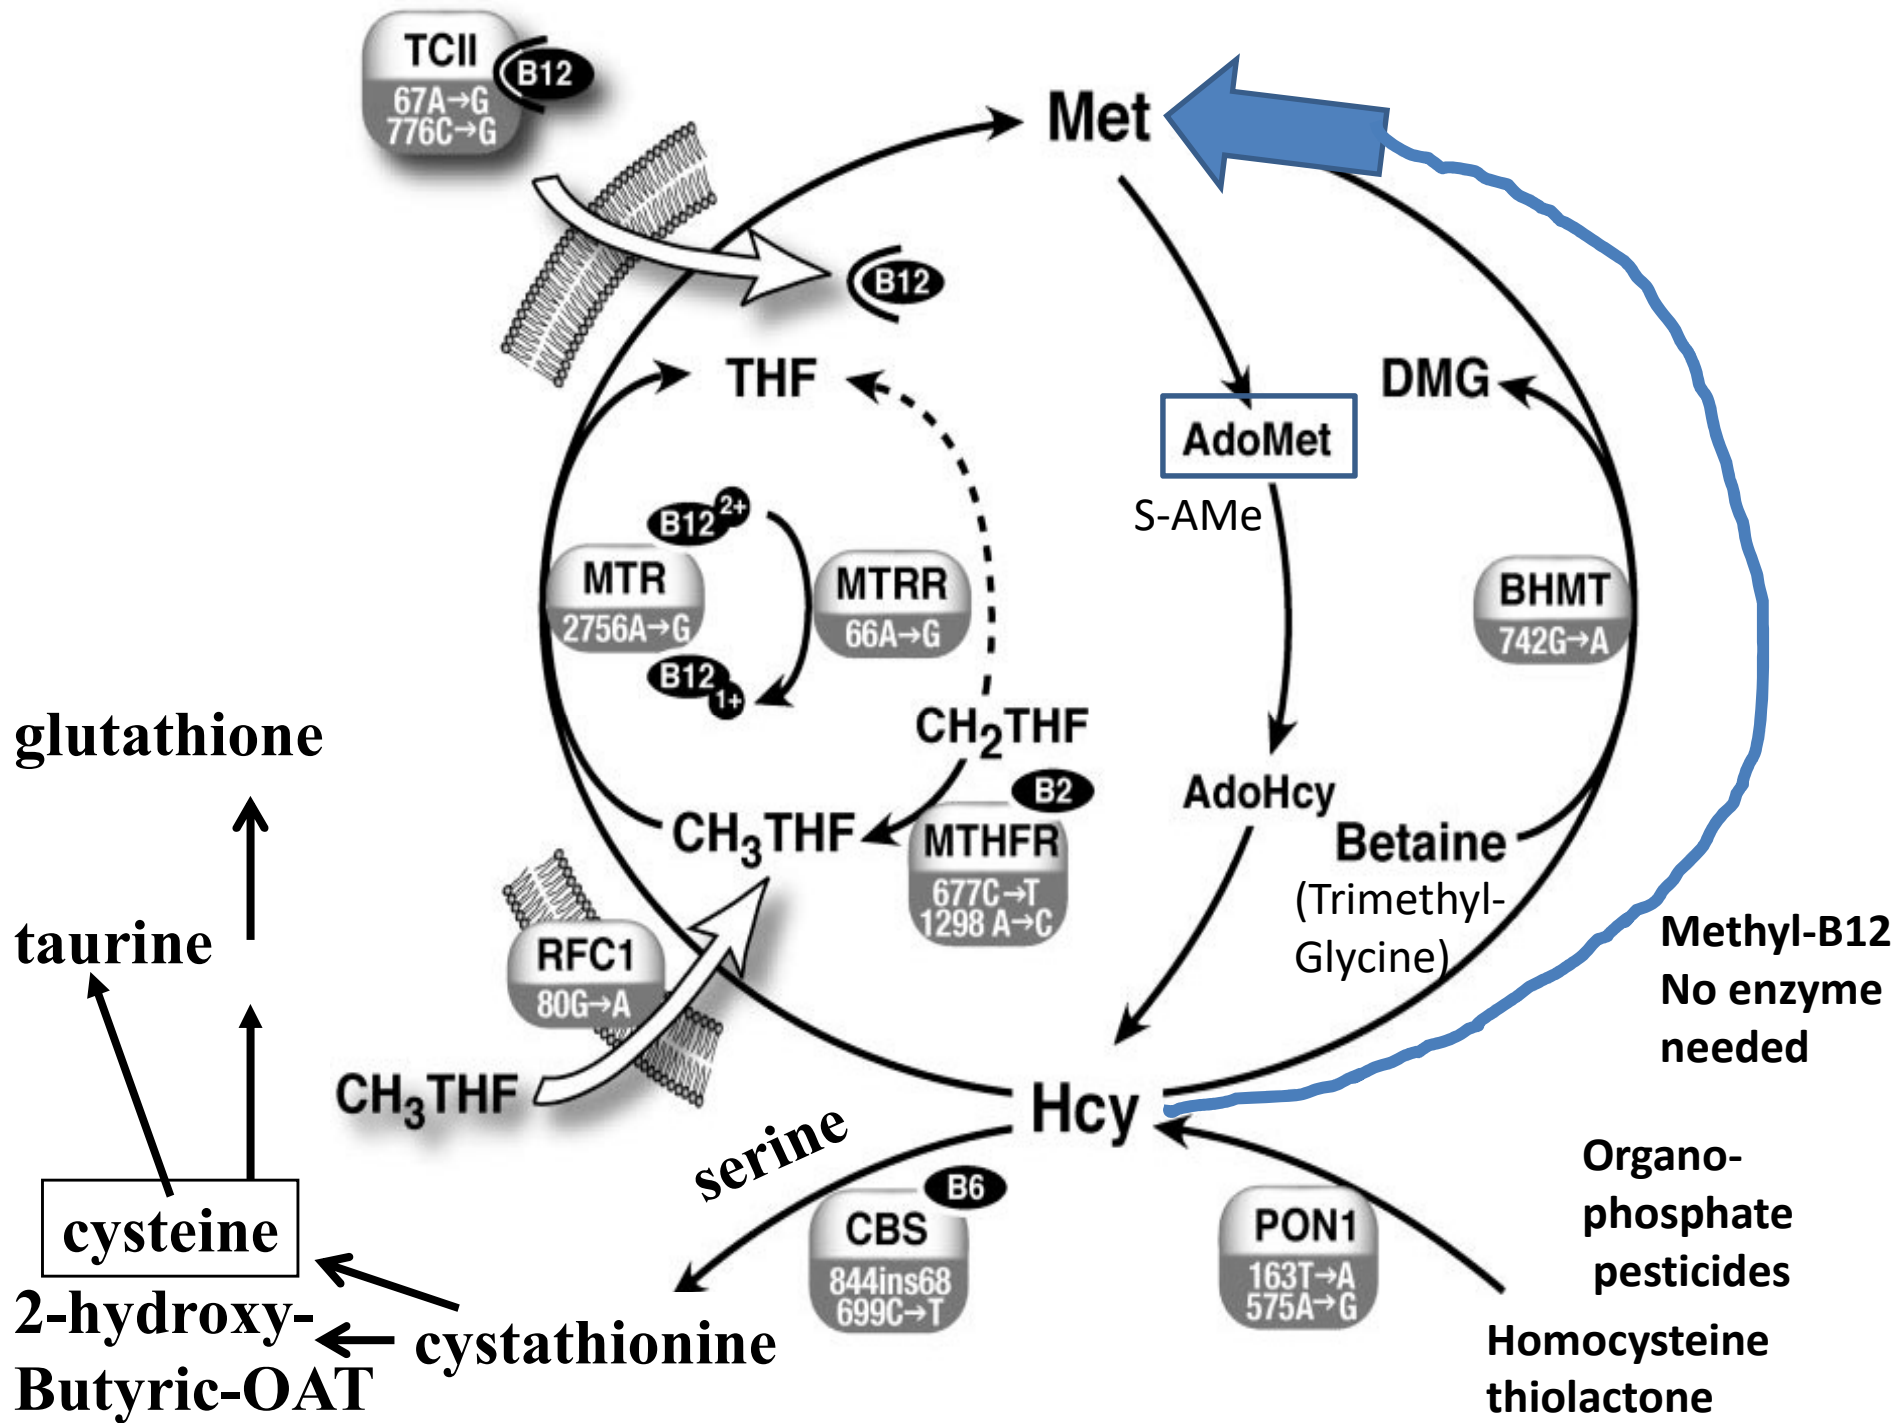 TCII
B12
67A→G
776C→G
Met
B12
THF
DMG
AdoMet
S-AMe
B12 2+
MTR
2756A→G
MTRR
66A→G
BHMT
742G→A
B12 1+
CH2THF
glutathione
B2
AdoHcy
CH3THF
MTHFR
677C→T
1298 A→C
Betaine
(Trimethyl-
Glycine)
taurine
RFC1
80G→A
Methyl-B12
No enzyme
needed
CH3THF
Hcy
serine
B6
CBS
844ins68
699C→T
PON1
163T→A
575A→G
Organo-
phosphate
pesticides
cysteine
2-hydroxy-
Butyric-OAT
cystathionine
Homocysteine
thiolactone